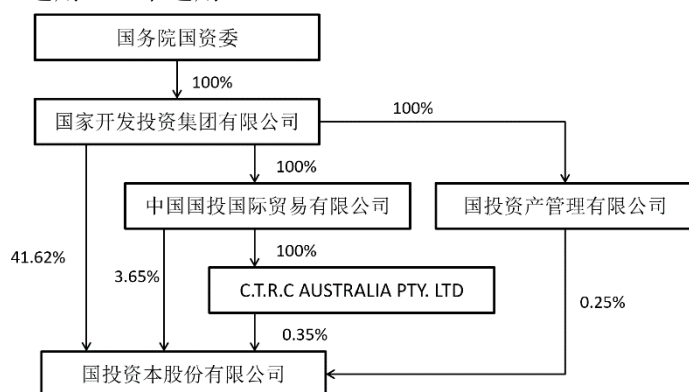 国务院国资委
100%
国家开发投资集团有限公司
100%
100%
中国国投国际贸易有限公司
国投资产管理有限公司
41.62%
3.65%
100%
C.T.R.C AUSTRALIA PTY. LTD
0.25%
0.35%
国投资本股份有限公司